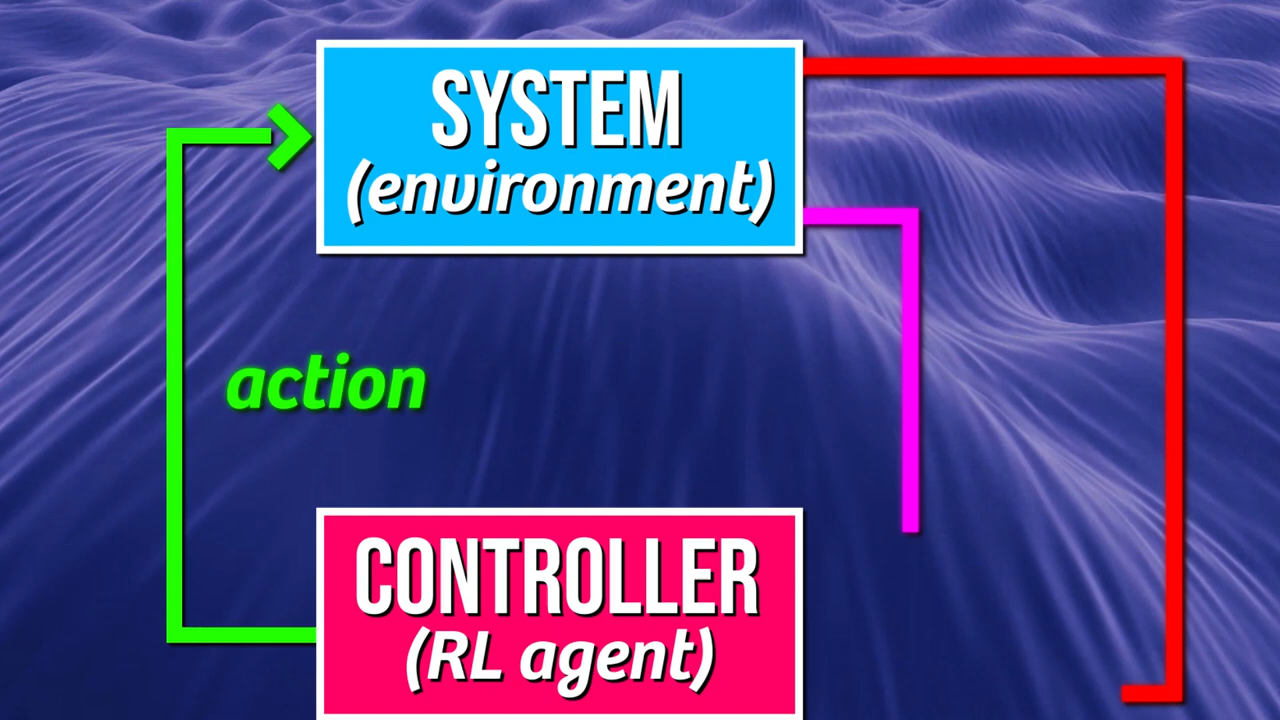 SYSTEM
(environment)
action
CONTROLLER
(RL agent)